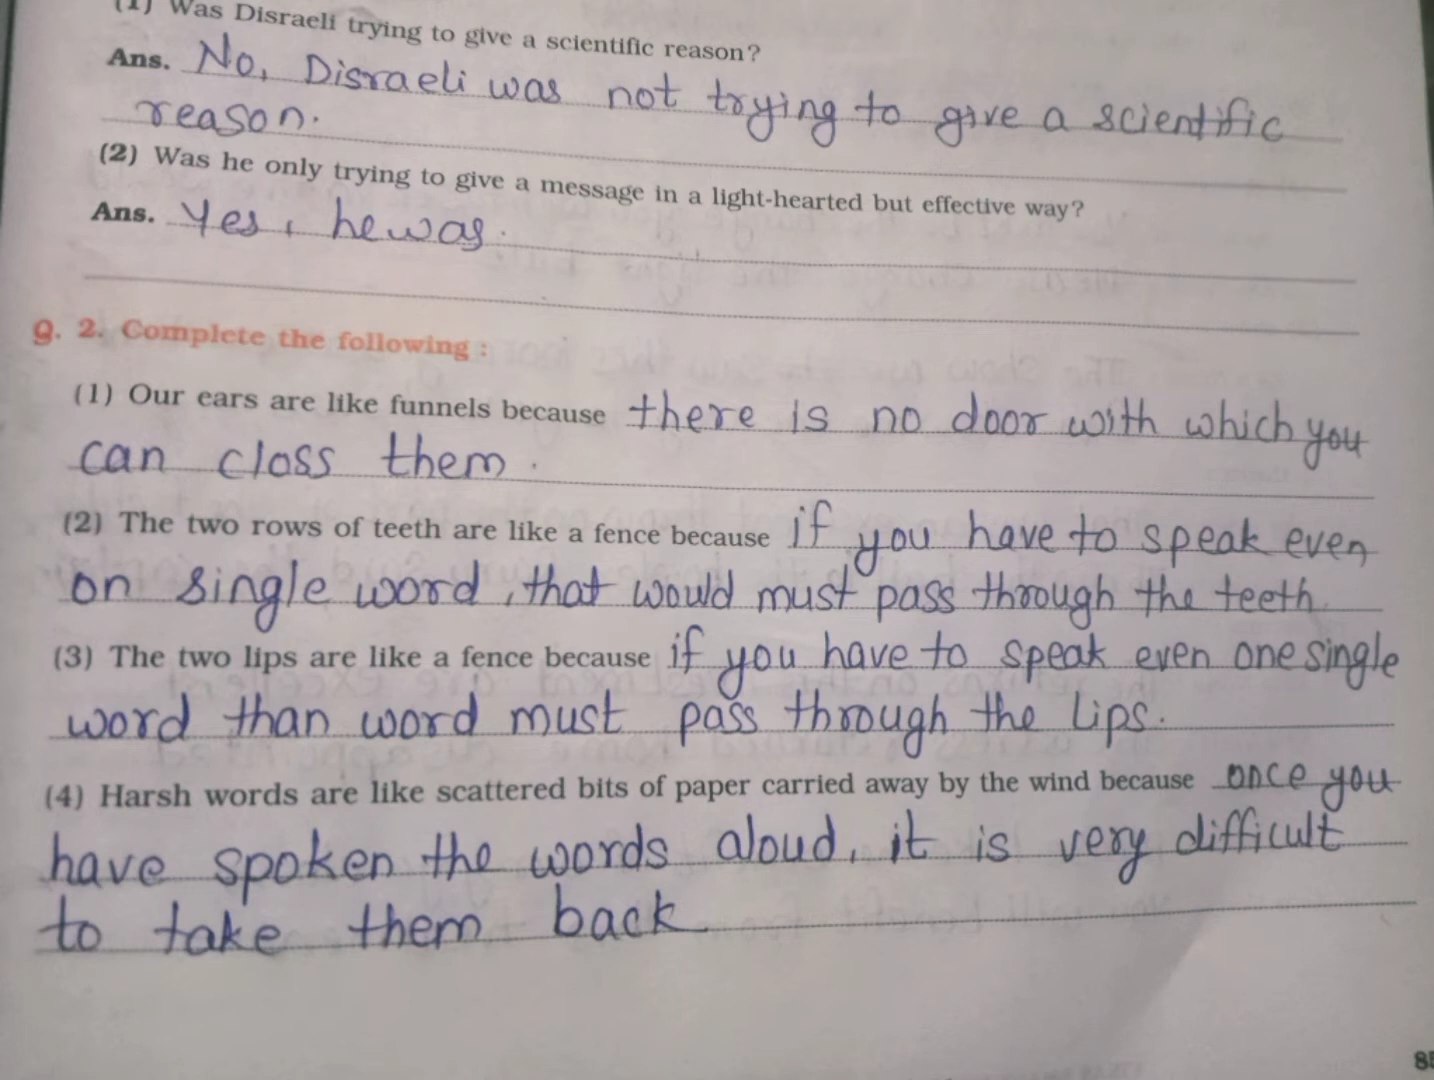 (1) Was Disraeli trying to give a scientific reason?
Ans. No, Disraeli was not trying to give a scientific
reason.
(2) Was he only trying to give a message in a light-hearted but effective way?
Ans. Yes, he was.
Q. 2. Complete the following :
(1) Our ears are like funnels because there is no door with which you
can closs them.
(2) The two rows of teeth are like a fence because if you have to speak even
on single word, that would must pass through the teeth
(3) The two lips are like a fence because if you have to speak even one single
word than word must pass through the Lips.
(4) Harsh words are like scattered bits of paper carried away by the wind because once you
have spoken the words aloud, it is very difficult
to take them back